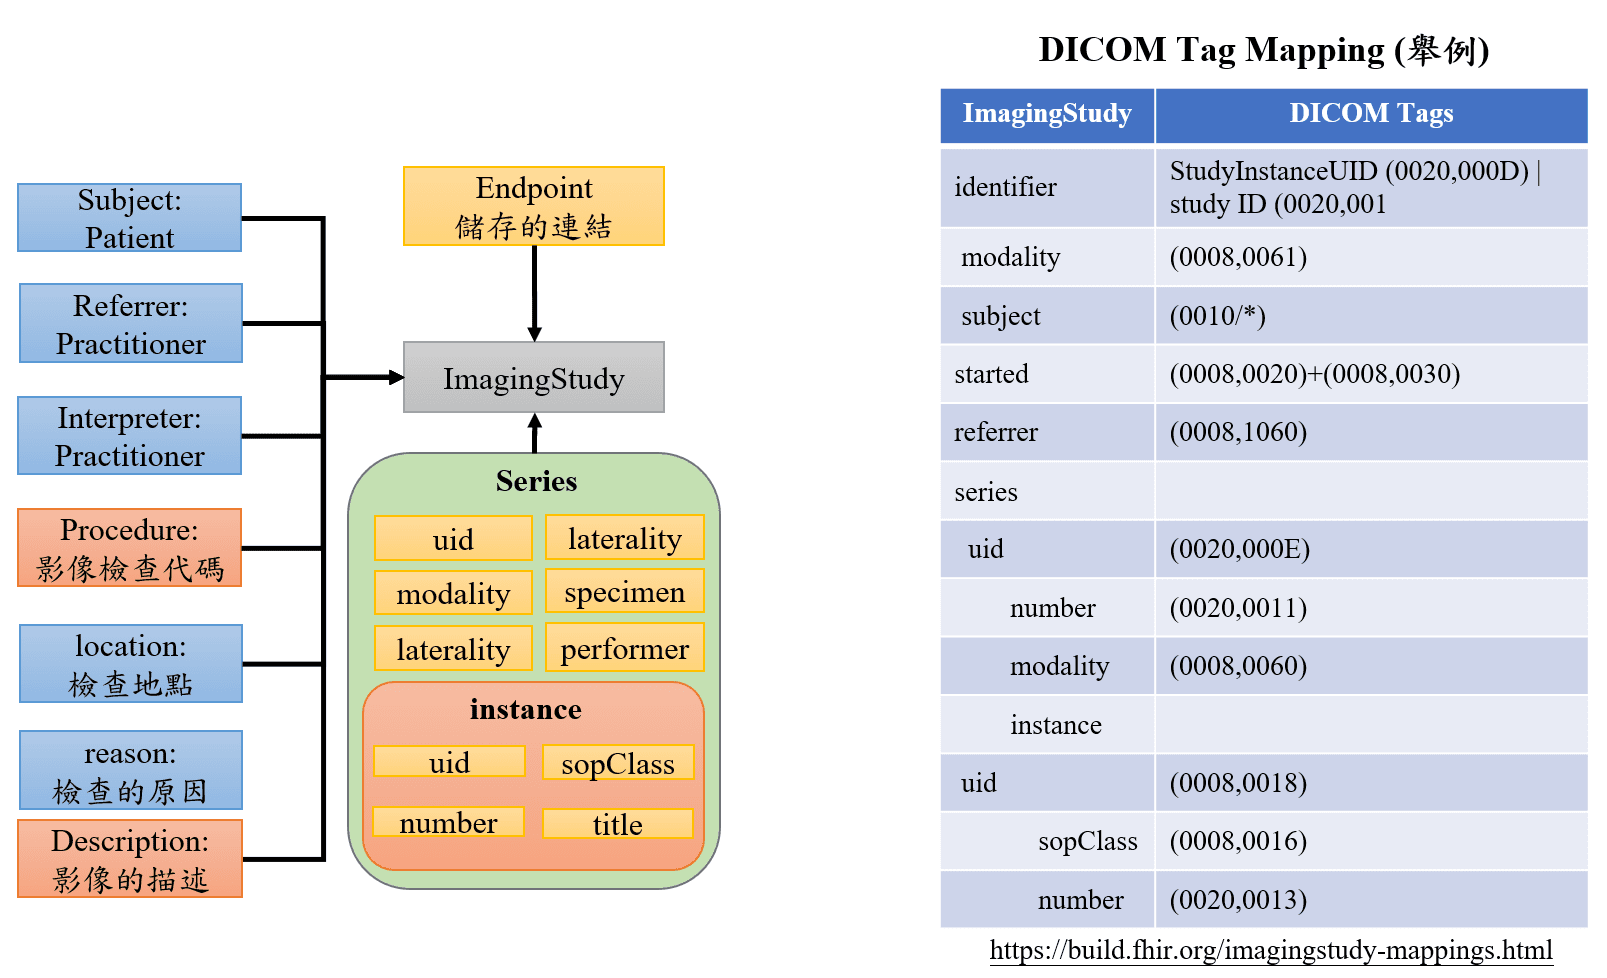 Subject:
Patient
Referrer:
Practitioner
Interpreter:
Practitioner
Procedure:
影像檢查代碼
location:
檢查地點
reason:
檢查的原因
Description:
影像的描述
Endpoint
儲存的連結
ImagingStudy
Series
uid
laterality
modality
specimen
laterality
performer
instance
uid
sopClass
number
title
DICOM Tag Mapping (舉例)
ImagingStudy DICOM Tags
identifier StudyInstanceUID (0020,000D) |
study ID (0020,001
modality (0008,0061)
subject (0010/*)
started (0008,0020)+(0008,0030)
referrer (0008,1060)
series
uid (0020,000E)
number (0020,0011)
modality (0008,0060)
instance
uid (0008,0018)
sopClass (0008,0016)
number (0020,0013)
https://build.fhir.org/imagingstudy-mappings.html